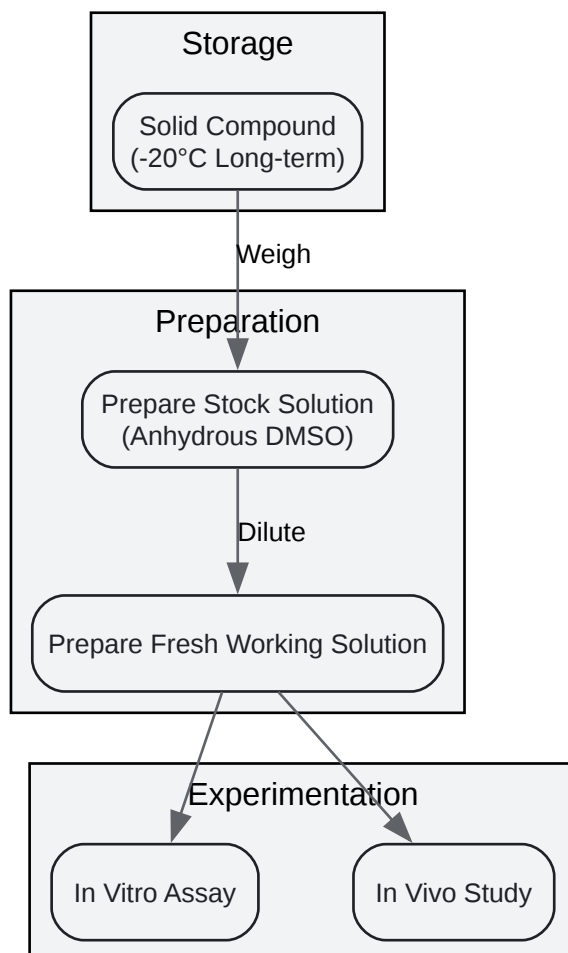 Storage
Solid Compound
(-20°C Long-term)
Weigh
Preparation
Prepare Stock Solution
(Anhydrous DMSO)
Dilute
Prepare Fresh Working Solution
Experimentation
In Vitro Assay
In Vivo Study